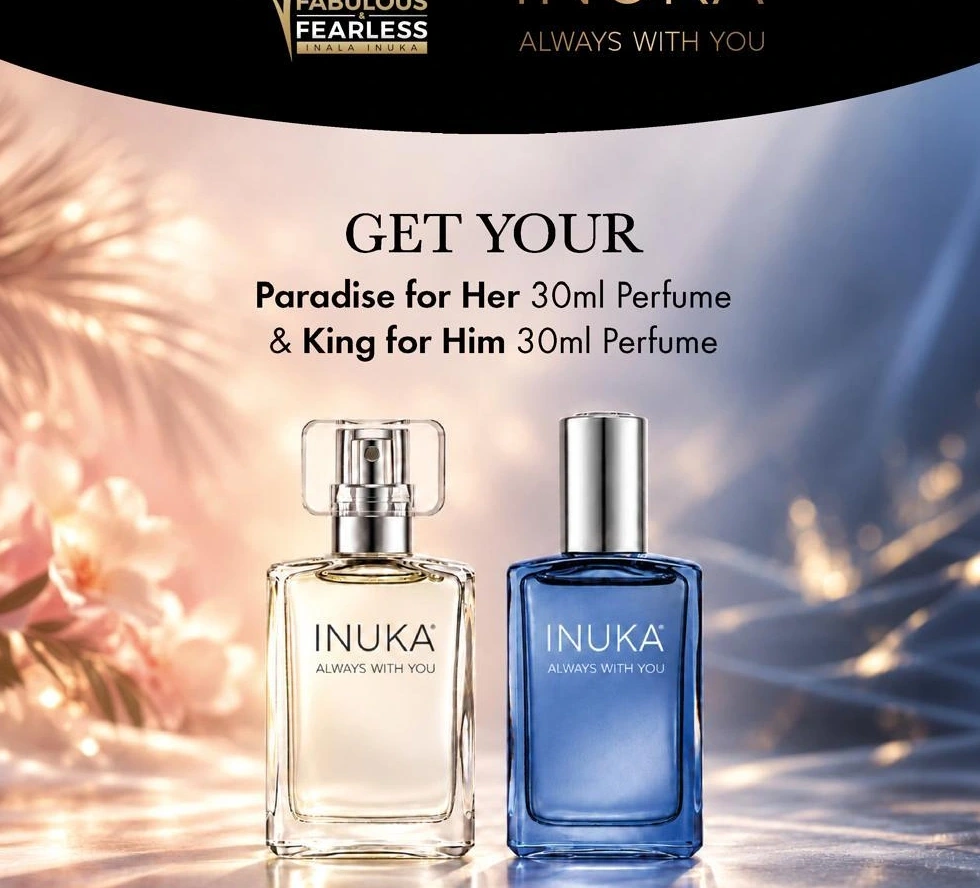 FABULOUS
&
FEARLESS
INALA INUKA
INUKA
ALWAYS WITH YOU
GET YOUR
Paradise for Her 30ml Perfume
& King for Him 30ml Perfume
INUKA®
ALWAYS WITH YOU
INUKA®
ALWAYS WITH YOU